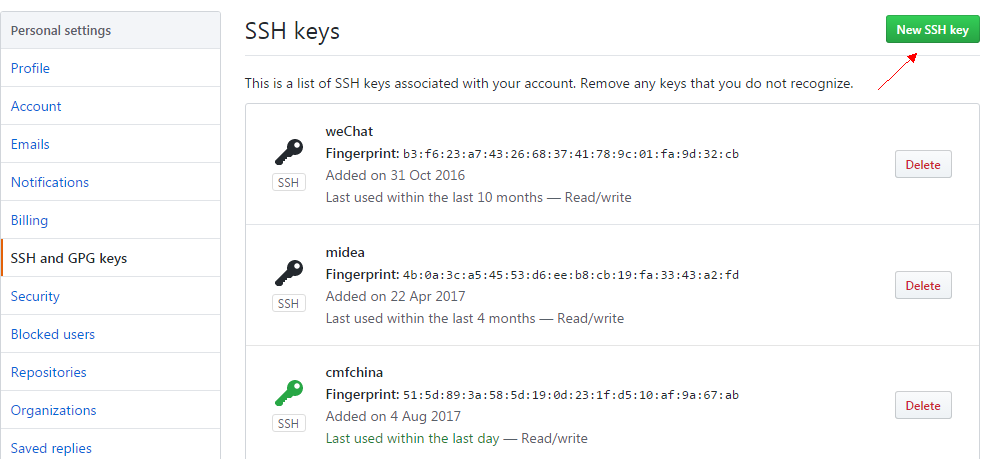 Personal settings
Profile
Account
Emails
Notifications
Billing
SSH and GPG keys
Security
Blocked users
Repositories
Organizations
Saved replies
SSH keys
New SSH key
This is a list of SSH keys associated with your account. Remove any keys that you do not recognize.
weChat
Fingerprint: b3:f6:23:a7:43:26:68:37:41:78:9c:01:fa:9d:32:cb
SSH
Added on 31 Oct 2016
Last used within the last 10 months — Read/write
Delete
midea
Fingerprint: 4b:0a:3c:a5:45:53:d6:ee:b8:cb:19:fa:33:43:a2:fd
SSH
Added on 22 Apr 2017
Last used within the last 4 months — Read/write
Delete
cmfchina
Fingerprint: 51:5d:89:3a:58:5d:19:0d:23:1f:d5:10:af:9a:67:ab
SSH
Added on 4 Aug 2017
Last used within the last day — Read/write
Delete